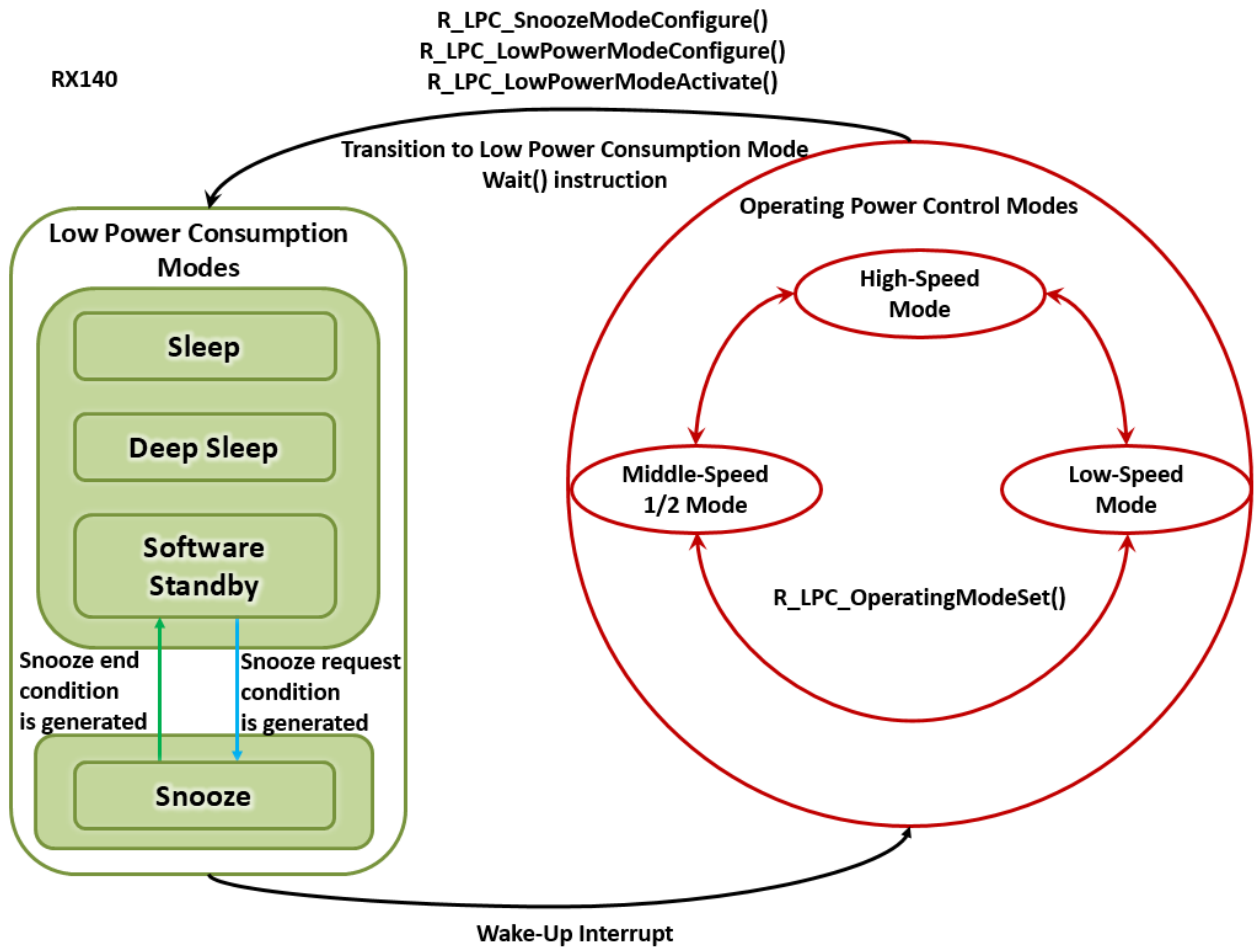 R_LPC_SnoozeModeConfigure()
R_LPC_LowPowerModeConfigure()
R_LPC_LowPowerModeActivate()
RX140
Transition to Low Power Consumption Mode
Wait() instruction
Operating Power Control Modes
Low Power Consumption
Modes
High-Speed
Mode
Sleep
Deep Sleep
Middle-Speed
1/2 Mode
Low-Speed
Mode
Software
Standby
R_LPC_OperatingModeSet()
Snooze end
condition
is generated
Snooze request
condition
is generated
Snooze
Wake-Up Interrupt